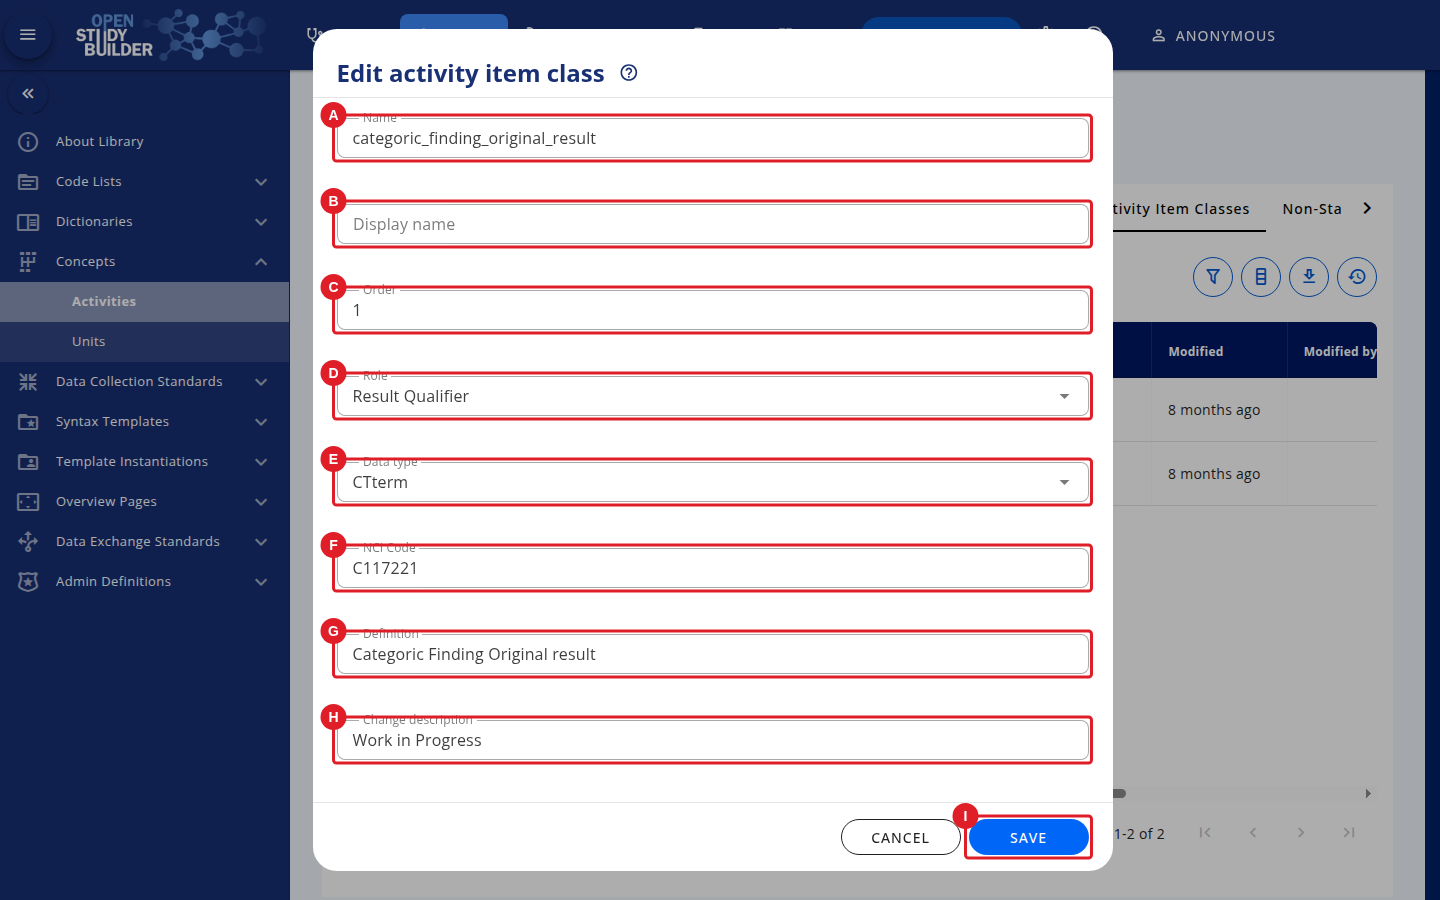 OPEN
STUDY
BUILDER
ANONYMOUS
About Library
Code Lists
Dictionaries
Concepts
Activities
Units
Data Collection Standards
Syntax Templates
Template Instantiations
Overview Pages
Data Exchange Standards
Admin Definitions
Edit activity item class
A
Name
categoric_finding_original_result
B
Display name
C
Order
1
D
Role
Result Qualifier
E
Data type
CTterm
F
NCI Code
C117221
G
Definition
Categoric Finding Original result
H
Change description
Work in Progress
CANCEL
I
SAVE
tivity Item Classes
Non-Sta
Modified
Modified by
8 months ago
8 months ago
1-2 of 2